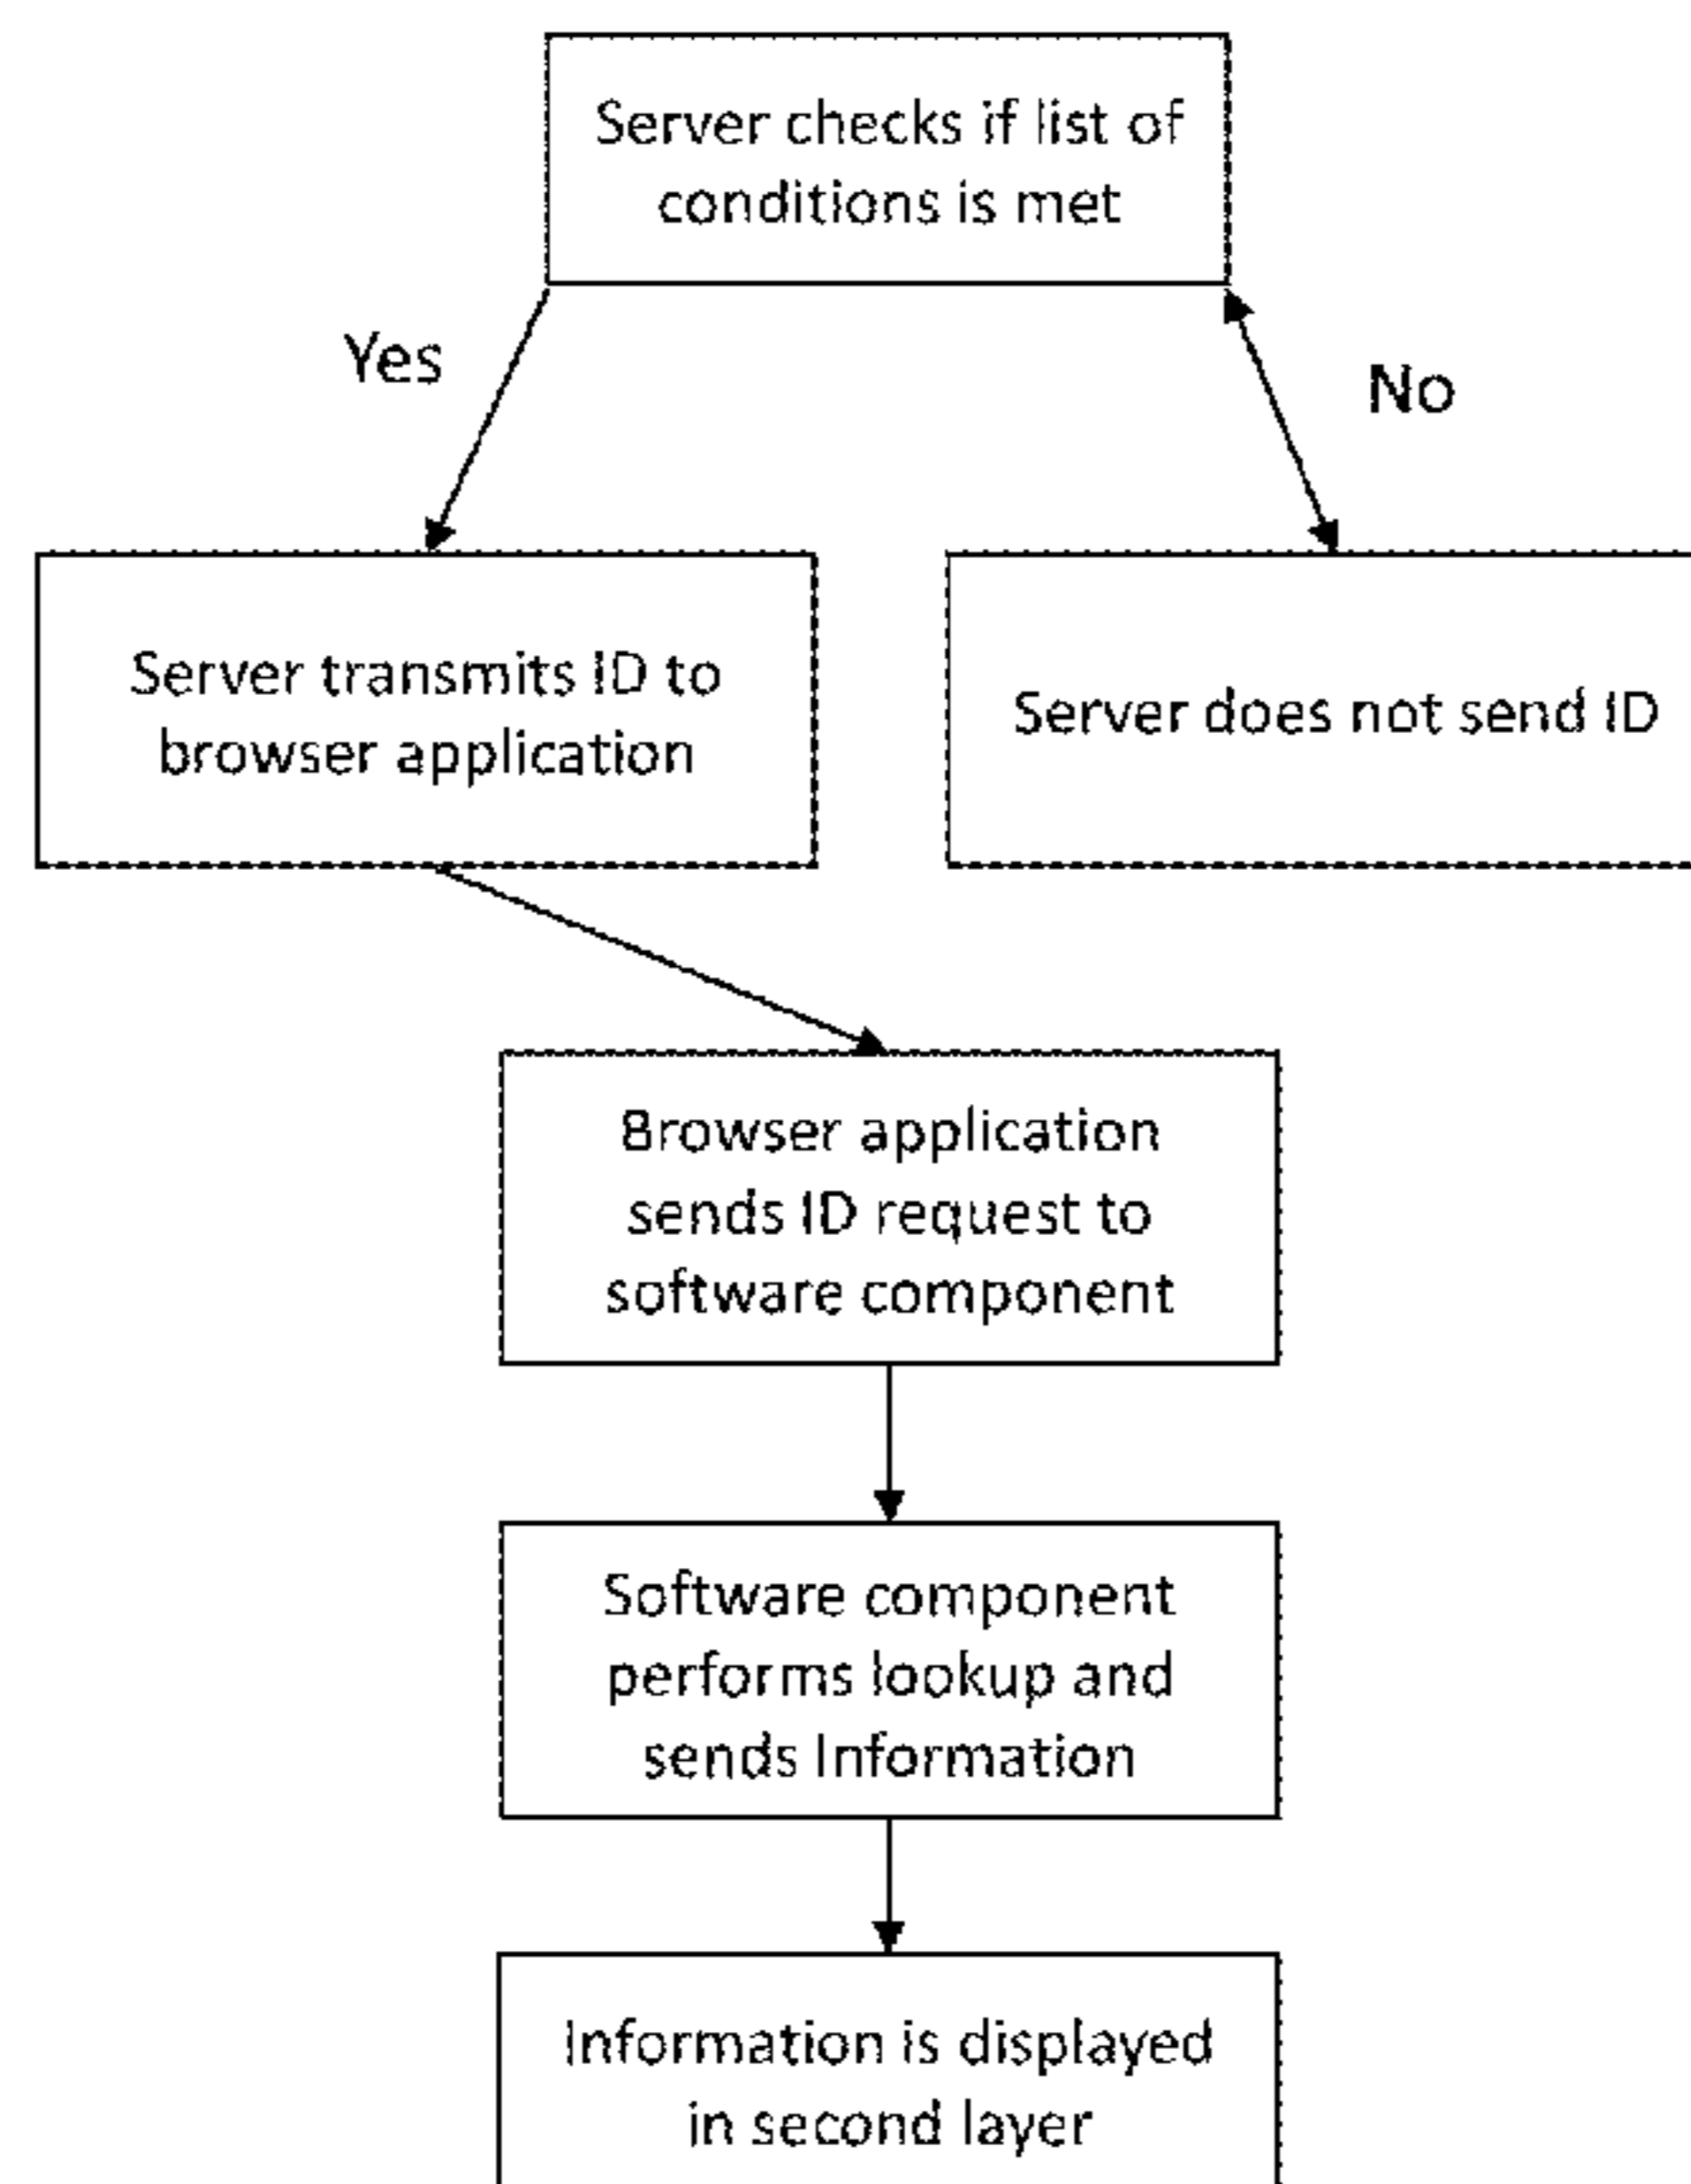 Server checks if list of
conditions is met
Yes
No
Server transmits ID to
browser application
Server does not send ID
Browser application
sends ID request to
software component
Software component
performs lookup and
sends Information
Information is displayed
in second layer